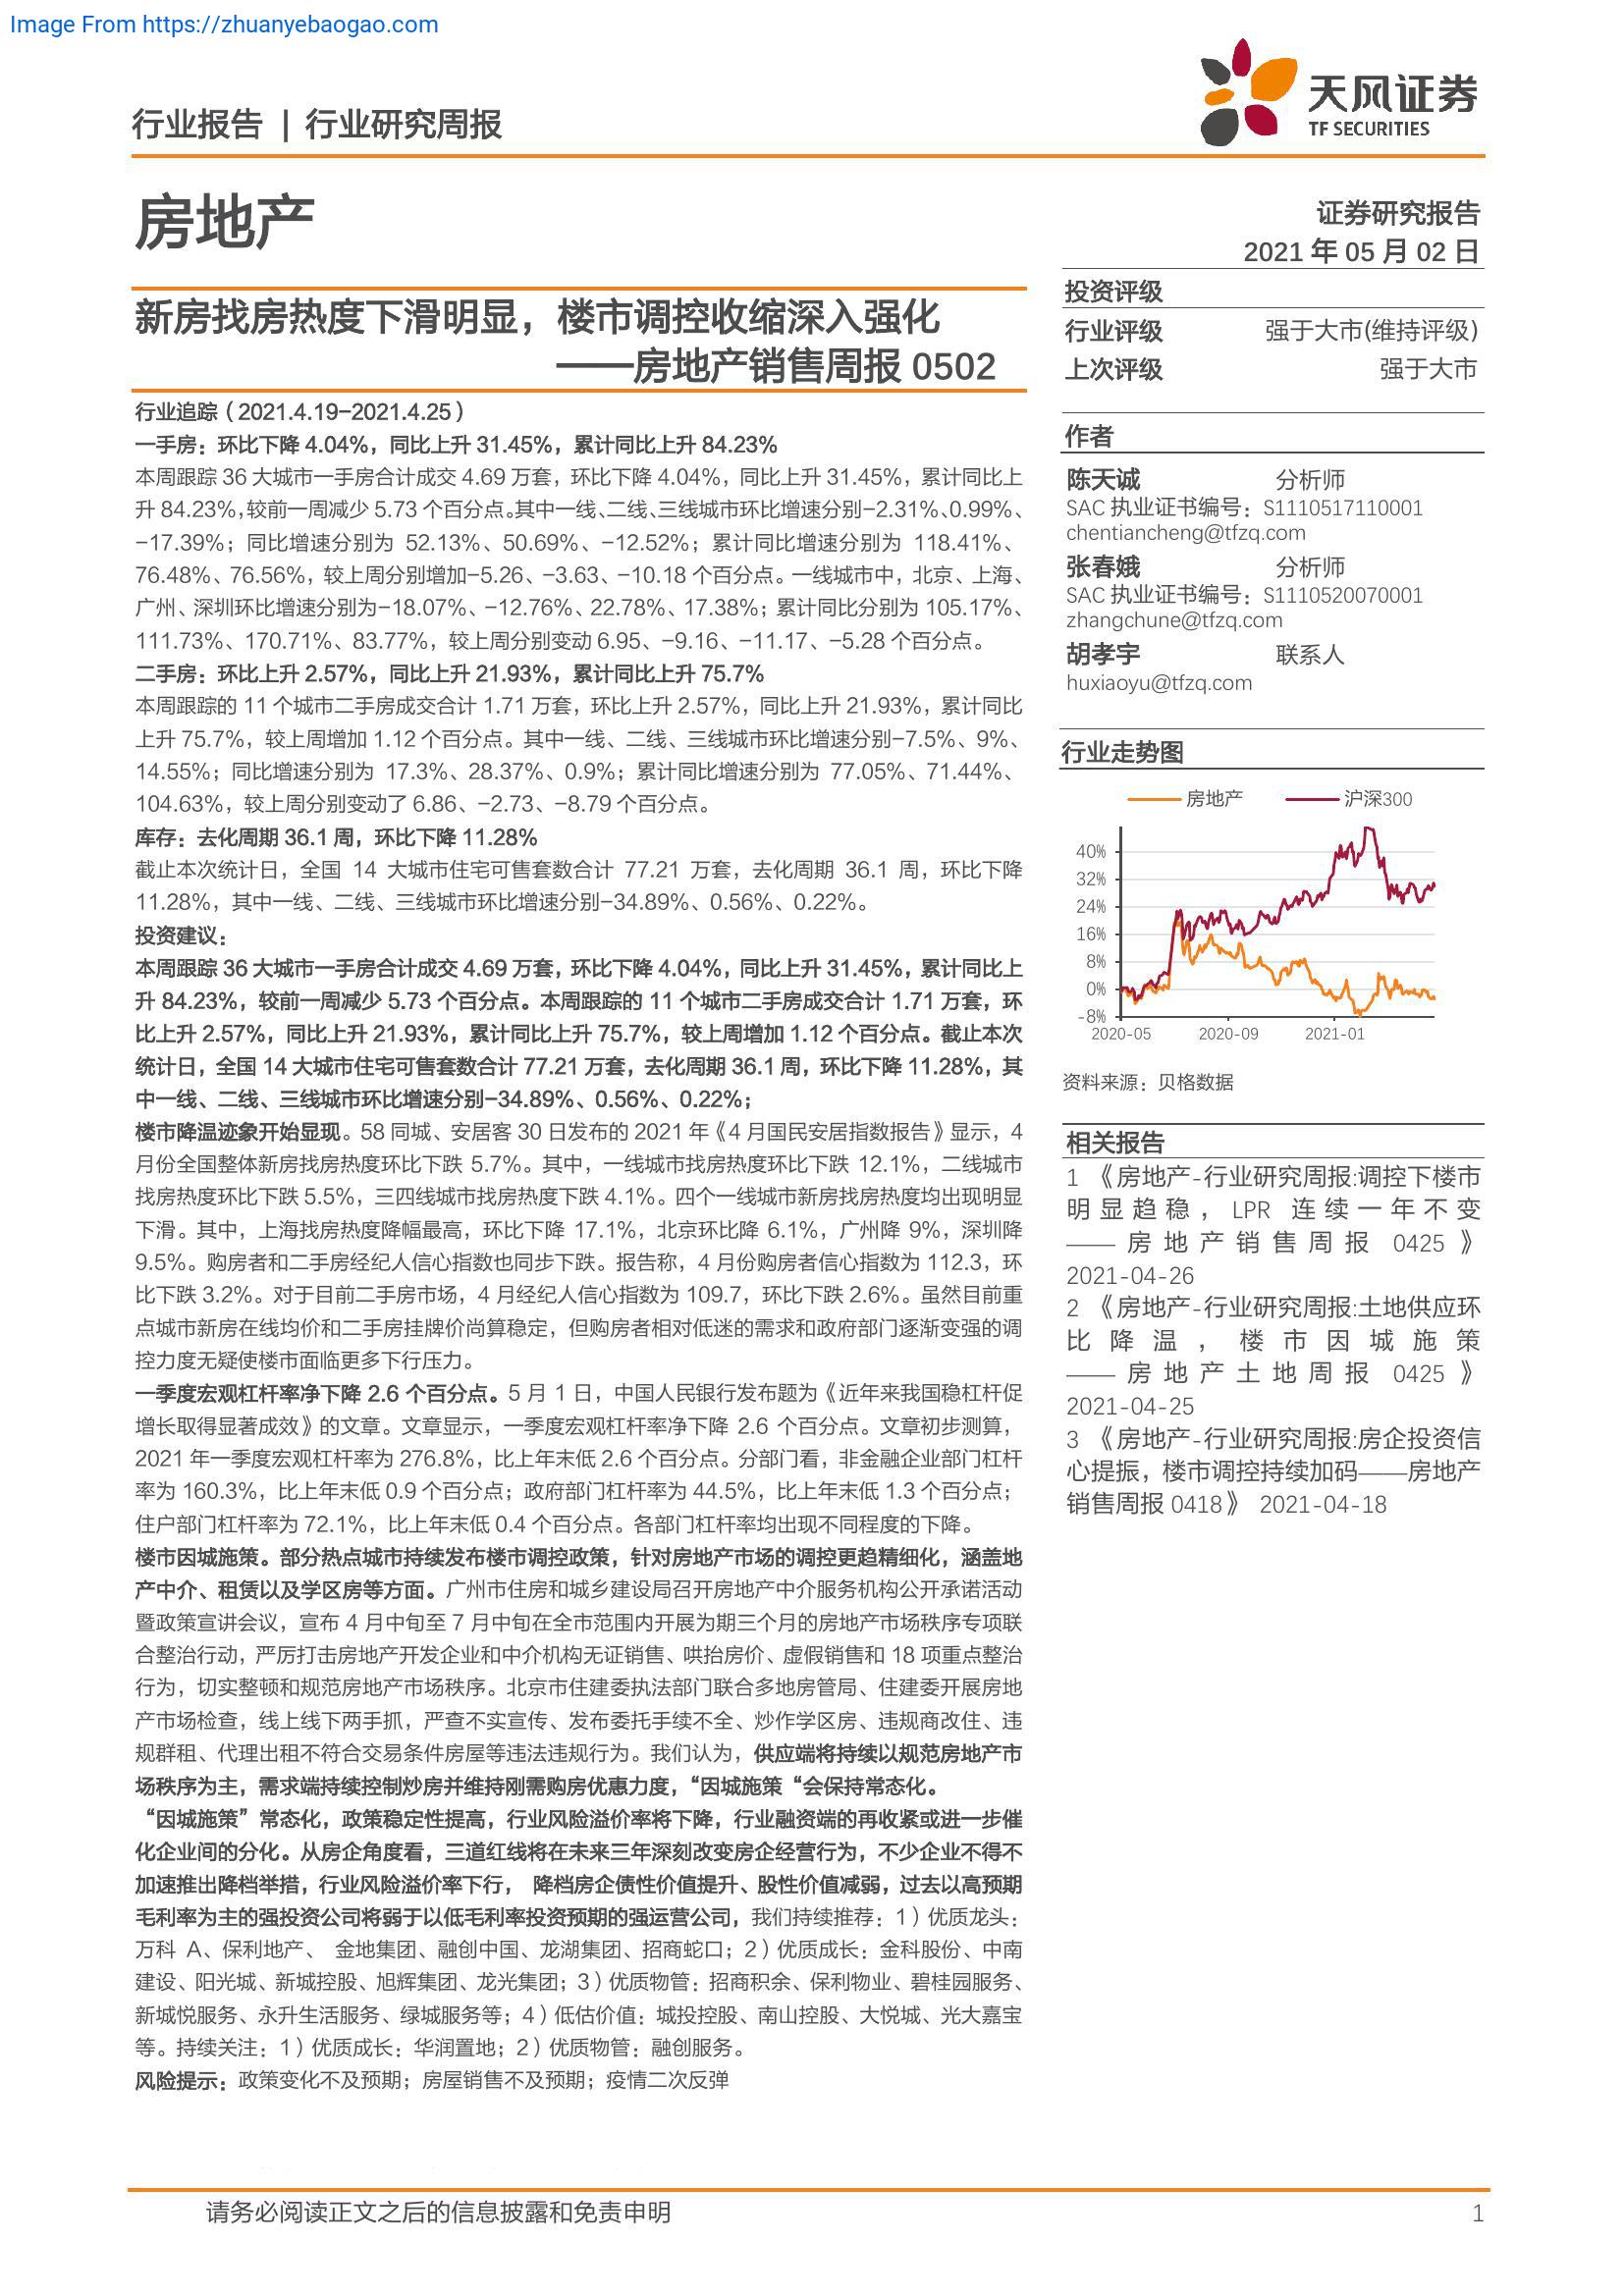 Image From https://zhuanyebaogao.com
行业报告 | 行业研究周报
天风证券
TF SECURITIES
房地产
新房找房热度下滑明显，楼市调控收缩深入强化
——房地产销售周报 0502
行业追踪（2021.4.19-2021.4.25）
一手房：环比下降 4.04%，同比上升 31.45%，累计同比上升 84.23%
本周跟踪 36 大城市一手房合计成交 4.69 万套，环比下降 4.04%，同比上升 31.45%，累计同比上
升 84.23%，较前一周减少 5.73 个百分点。其中一线、二线、三线城市环比增速分别-2.31%、0.99%、
-17.39%；同比增速分别为 52.13%、50.69%、-12.52%；累计同比增速分别为 118.41%、
76.48%、76.56%，较上周分别增加-5.26、-3.63、-10.18 个百分点。一线城市中，北京、上海、
广州、深圳环比增速分别为-18.07%、-12.76%、22.78%、17.38%；累计同比分别为 105.17%、
111.73%、170.71%、83.77%，较上周分别变动 6.95、-9.16、-11.17、-5.28 个百分点。
二手房：环比上升 2.57%，同比上升 21.93%，累计同比上升 75.7%
本周跟踪的 11 个城市二手房成交合计 1.71 万套，环比上升 2.57%，同比上升 21.93%，累计同比
上升 75.7%，较上周增加 1.12 个百分点。其中一线、二线、三线城市环比增速分别-7.5%、9%、
14.55%；同比增速分别为 17.3%、28.37%、0.9%；累计同比增速分别为 77.05%、71.44%、
104.63%，较上周分别变动了 6.86、-2.73、-8.79 个百分点。
库存：去化周期 36.1 周，环比下降 11.28%
截止本次统计日，全国 14 大城市住宅可售套数合计 77.21 万套，去化周期 36.1 周，环比下降
11.28%，其中一线、二线、三线城市环比增速分别-34.89%、0.56%、0.22%。
投资建议：
本周跟踪 36 大城市一手房合计成交 4.69 万套，环比下降 4.04%，同比上升 31.45%，累计同比上
升 84.23%，较前一周减少 5.73 个百分点。本周跟踪的 11 个城市二手房成交合计 1.71 万套，环
比上升 2.57%，同比上升 21.93%，累计同比上升 75.7%，较上周增加 1.12 个百分点。截止本次
统计日，全国 14 大城市住宅可售套数合计 77.21 万套，去化周期 36.1 周，环比下降 11.28%，其
中一线、二线、三线城市环比增速分别-34.89%、0.56%、0.22%；
楼市降温迹象开始显现。58 同城、安居客 30 日发布的 2021 年《4 月国民安居指数报告》显示，4
月份全国整体新房找房热度环比下跌 5.7%。其中，一线城市找房热度环比下跌 12.1%，二线城市
找房热度环比下跌 5.5%，三四线城市找房热度下跌 4.1%。四个一线城市新房找房热度均出现明显
下滑。其中，上海找房热度降幅最高，环比下降 17.1%，北京环比降 6.1%，广州降 9%，深圳降
9.5%。购房者和二手房经纪人信心指数也同步下跌。报告称，4 月份购房者信心指数为 112.3，环
比下跌 3.2%。对于目前二手房市场，4 月经纪人信心指数为 109.7，环比下跌 2.6%。虽然目前重
点城市新房在线均价和二手房挂牌价尚算稳定，但购房者相对低迷的需求和政府部门逐渐变强的调
控力度无疑使楼市面临更多下行压力。
一季度宏观杠杆率净下降 2.6 个百分点。5 月 1 日，中国人民银行发布题为《近年来我国稳杠杆促
增长取得显著成效》的文章。文章显示，一季度宏观杠杆率净下降 2.6 个百分点。文章初步测算，
2021 年一季度宏观杠杆率为 276.8%，比上年末低 2.6 个百分点。分部门看，非金融企业部门杠杆
率为 160.3%，比上年末低 0.9 个百分点；政府部门杠杆率为 44.5%，比上年末低 1.3 个百分点；
住户部门杠杆率为 72.1%，比上年末低 0.4 个百分点。各部门杠杆率均出现不同程度的下降。
楼市因城施策。部分热点城市持续发布楼市调控政策，针对房地产市场的调控更趋精细化，涵盖地
产中介、租赁以及学区房等方面。广州市住房和城乡建设局召开房地产中介服务机构公开承诺活动
暨政策宣讲会议，宣布 4 月中旬至 7 月中旬在全市范围内开展为期三个月的房地产市场秩序专项联
合整治行动，严厉打击房地产开发企业和中介机构无证销售、哄抬房价、虚假销售和 18 项重点整治
行为，切实整顿和规范房地产市场秩序。北京市住建委执法部门联合多地房管局、住建委开展房地
产市场检查，线上线下两手抓，严查不实宣传、发布委托手续不全、炒作学区房、违规商改住、违
规群租、代理出租不符合交易条件房屋等违法违规行为。我们认为，供应端将持续以规范房地产市
场秩序为主，需求端持续控制炒房并维持刚需购房优惠力度，“因城施策“会保持常态化。
“因城施策”常态化，政策稳定性提高，行业风险溢价率将下降，行业融资端的再收紧或进一步催
化企业间的分化。从房企角度看，三道红线将在未来三年深刻改变房企经营行为，不少企业不得不
加速推出降档举措，行业风险溢价率下行， 降档房企债性价值提升、股性价值减弱，过去以高预期
毛利率为主的强投资公司将弱于以低毛利率投资预期的强运营公司，我们持续推荐：1）优质龙头：
万科 A、保利地产、 金地集团、融创中国、龙湖集团、招商蛇口；2）优质成长：金科股份、中南
建设、阳光城、新城控股、旭辉集团、龙光集团；3）优质物管：招商积余、保利物业、碧桂园服务、
新城悦服务、永升生活服务、绿城服务等；4）低估价值：城投控股、南山控股、大悦城、光大嘉宝
等。持续关注：1）优质成长：华润置地；2）优质物管：融创服务。
风险提示：政策变化不及预期；房屋销售不及预期；疫情二次反弹
证券研究报告
2021 年 05 月 02 日
投资评级
行业评级 强于大市(维持评级)
上次评级 强于大市
作者
陈天诚 分析师
SAC 执业证书编号：S1110517110001
chentiancheng@tfzq.com
张春娥 分析师
SAC 执业证书编号：S1110520070001
zhangchune@tfzq.com
胡孝宇 联系人
huxiaoyu@tfzq.com
行业走势图
房地产 沪深300
40%
32%
24%
16%
8%
0%
-8%
2020-05 2020-09 2021-01
资料来源：贝格数据
相关报告
1 《房地产-行业研究周报:调控下楼市
明显趋稳，LPR 连续一年不变
——房地产销售周报 0425》
2021-04-26
2 《房地产-行业研究周报:土地供应环
比降温，楼市因城施策
——房地产土地周报 0425》
2021-04-25
3 《房地产-行业研究周报:房企投资信
心提振，楼市调控持续加码——房地产
销售周报 0418》 2021-04-18
请务必阅读正文之后的信息披露和免责申明 1